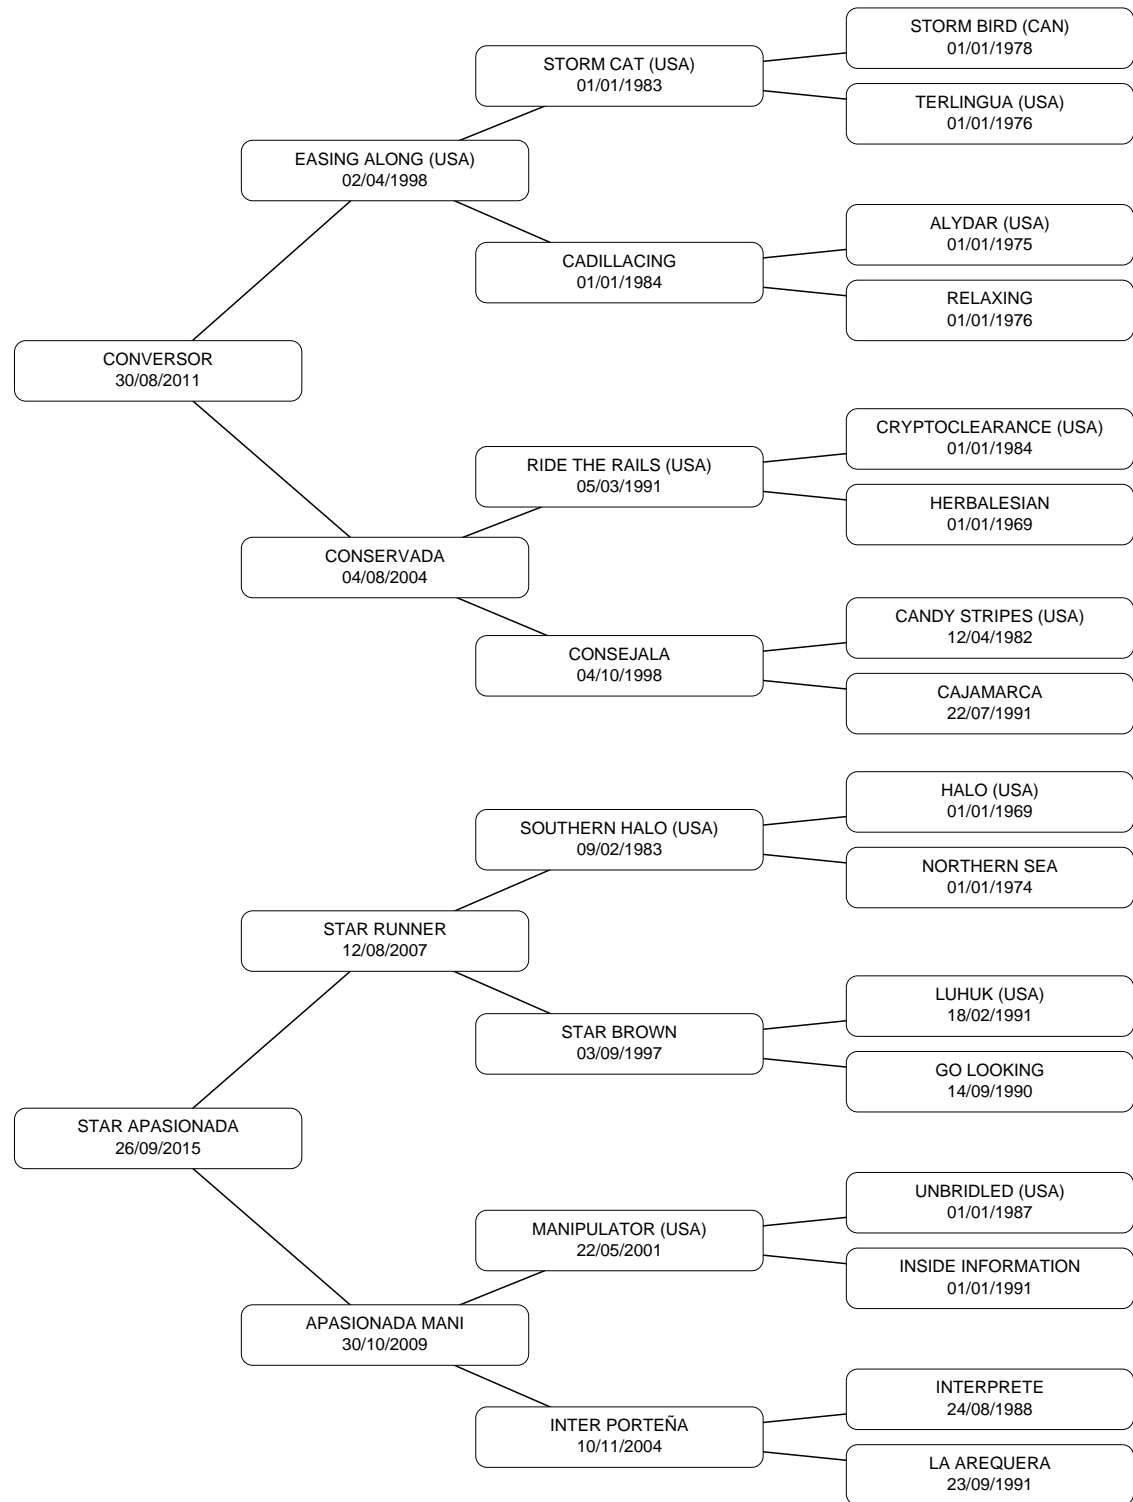 STORM BIRD (CAN)
01/01/1978
STORM CAT (USA)
01/01/1983
TERLINGUA (USA)
01/01/1976
EASING ALONG (USA)
02/04/1998
ALYDAR (USA)
01/01/1975
CADILLACING
01/01/1984
RELAXING
01/01/1976
CONVERSOR
30/08/2011
CRYPTOCLEARANCE (USA)
01/01/1984
RIDE THE RAILS (USA)
05/03/1991
HERBALESIAN
01/01/1969
CONSERVADA
04/08/2004
CANDY STRIPES (USA)
12/04/1982
CONSEJALA
04/10/1998
CAJAMARCA
22/07/1991
HALO (USA)
01/01/1969
SOUTHERN HALO (USA)
09/02/1983
NORTHERN SEA
01/01/1974
STAR RUNNER
12/08/2007
LUHUK (USA)
18/02/1991
STAR BROWN
03/09/1997
GO LOOKING
14/09/1990
STAR APASIONADA
26/09/2015
UNBRIDLED (USA)
01/01/1987
MANIPULATOR (USA)
22/05/2001
INSIDE INFORMATION
01/01/1991
APASIONADA MANI
30/10/2009
INTERPRETE
24/08/1988
INTER PORTEÑA
10/11/2004
LA AREQUERA
23/09/1991